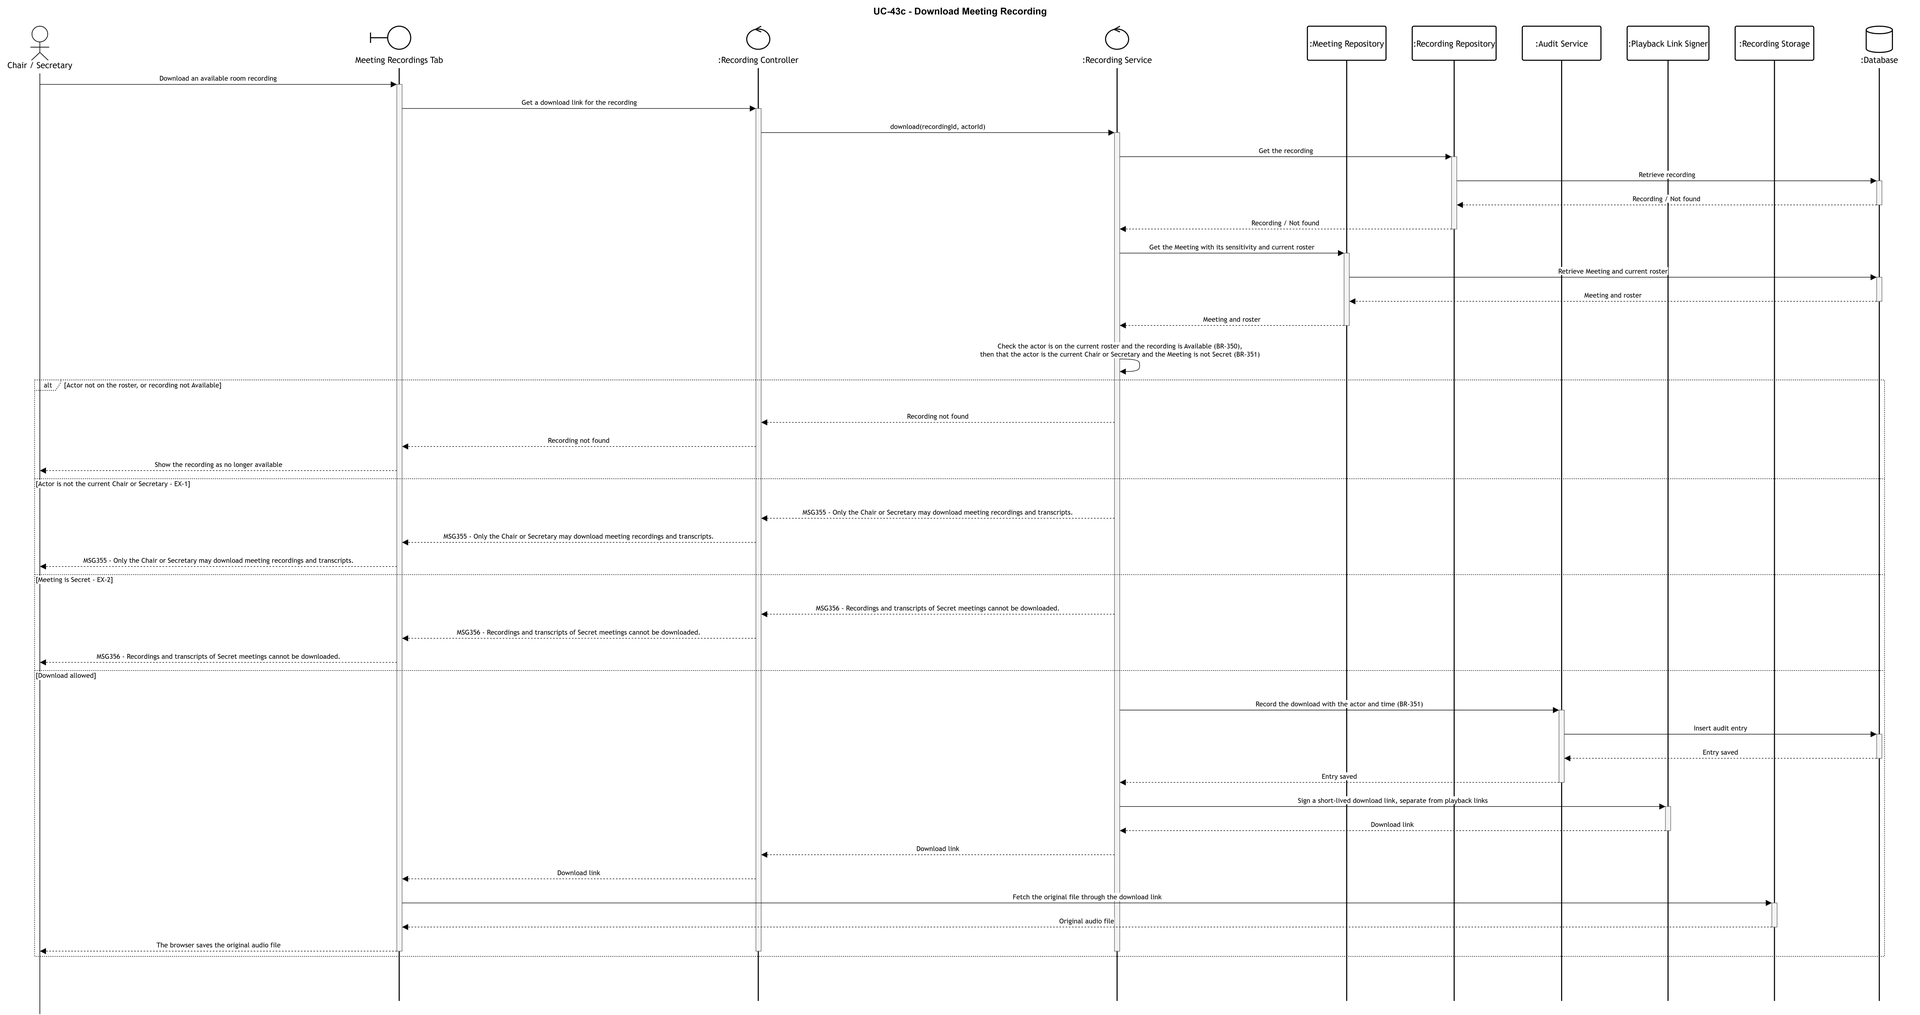 UC-43c - Download Meeting Recording
Chair / Secretary
Meeting Recordings Tab
:Recording Controller
:Recording Service
:Meeting Repository
:Recording Repository
:Audit Service
:Playback Link Signer
:Recording Storage
:Database
Download an available room recording
Get a download link for the recording
download(recordingId, actorId)
Get the recording
Retrieve recording
Recording / Not found
Recording / Not found
Get the Meeting with its sensitivity and current roster
Retrieve Meeting and current roster
Meeting and roster
Meeting and roster
Check the actor is on the current roster and the recording is Available (BR-350),
then that the actor is the current Chair or Secretary and the Meeting is not Secret (BR-351)
alt [Actor not on the roster, or recording not Available]
Recording not found
Recording not found
Show the recording as no longer available
[Actor is not the current Chair or Secretary - EX-1]
MSG355 - Only the Chair or Secretary may download meeting recordings and transcripts.
MSG355 - Only the Chair or Secretary may download meeting recordings and transcripts.
MSG355 - Only the Chair or Secretary may download meeting recordings and transcripts.
[Meeting is Secret - EX-2]
MSG356 - Recordings and transcripts of Secret meetings cannot be downloaded.
MSG356 - Recordings and transcripts of Secret meetings cannot be downloaded.
MSG356 - Recordings and transcripts of Secret meetings cannot be downloaded.
[Download allowed]
Record the download with the actor and time (BR-351)
Insert audit entry
Entry saved
Entry saved
Sign a short-lived download link, separate from playback links
Download link
Download link
Download link
Fetch the original file through the download link
Original audio file
The browser saves the original audio file